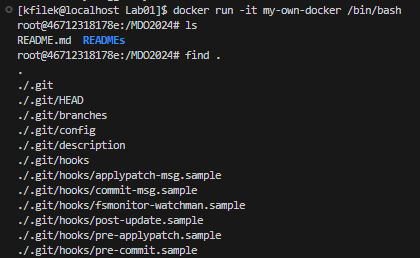 [kfilek@localhost Lab01]$ docker run -it my-own-docker /bin/bash
root@46712318178e:/MDO2024# ls
README.md READMEs
root@46712318178e:/MDO2024# find .
.
./.git
./.git/HEAD
./.git/branches
./.git/config
./.git/description
./.git/hooks
./.git/hooks/applypatch-msg.sample
./.git/hooks/commit-msg.sample
./.git/hooks/fsmonitor-watchman.sample
./.git/hooks/post-update.sample
./.git/hooks/pre-applypatch.sample
./.git/hooks/pre-commit.sample